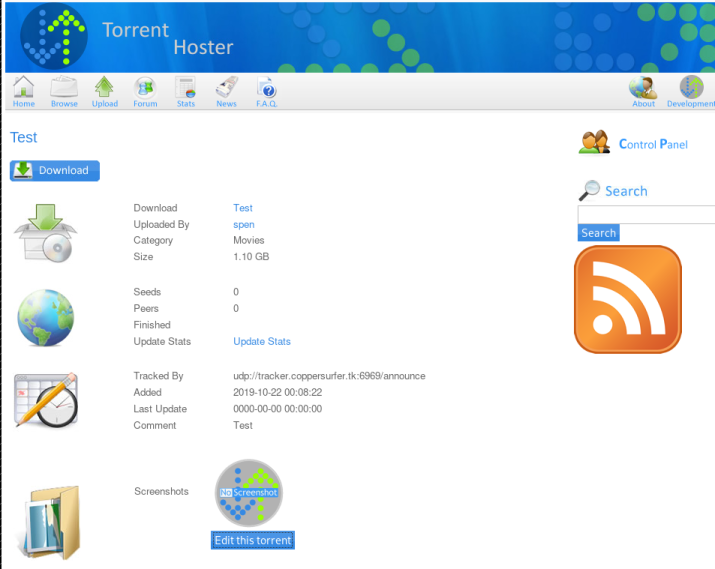 Torrent
Hoster
Home Browse Upload Forum Stats News F.A.Q. About Development
Test
Control Panel
Download
Search
Download Test
Uploaded By spen
Category Movies
Size 1.10 GB
Search
Seeds 0
Peers 0
Finished
Update Stats Update Stats
Tracked By udp://tracker.coppersurfer.tk:6969/announce
Added 2019-10-22 00:08:22
Last Update 0000-00-00 00:00:00
Comment Test
Screenshots No Screenshot
Edit this torrent